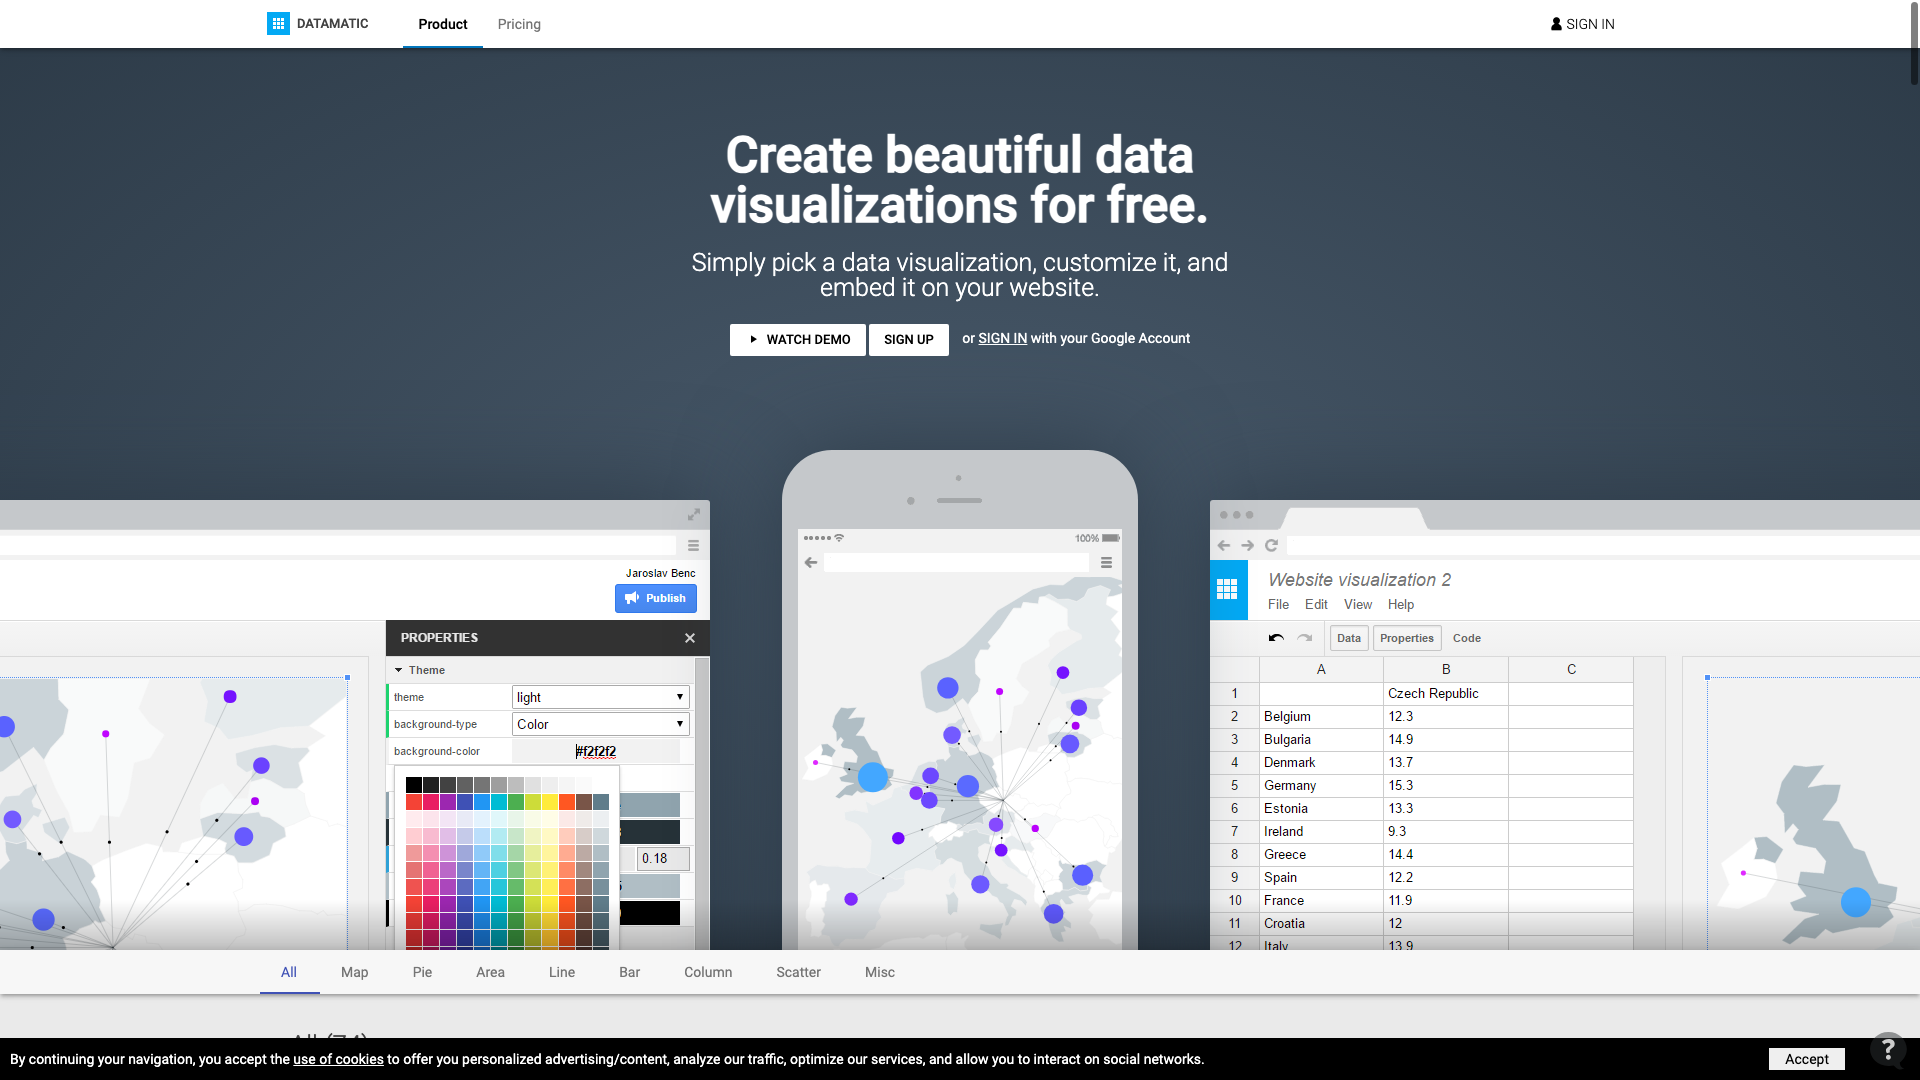 DATAMATIC
Product
Pricing
SIGN IN
Create beautiful data
visualizations for free.
Simply pick a data visualization, customize it, and
embed it on your website.
WATCH DEMO
SIGN UP
or SIGN IN with your Google Account
Jaroslav Benc
Publish
PROPERTIES
Theme
theme
light
background-type
Color
background-color
#f2f2f2
0.18
100%
Website visualization 2
File Edit View Help
Data Properties Code
A B C
1 Czech Republic
2 Belgium 12.3
3 Bulgaria 14.9
4 Denmark 13.7
5 Germany 15.3
6 Estonia 13.3
7 Ireland 9.3
8 Greece 14.4
9 Spain 12.2
10 France 11.9
11 Croatia 12
12 Italy 13.9
All Map Pie Area Line Bar Column Scatter Misc
All (74)
By continuing your navigation, you accept the use of cookies to offer you personalized advertising/content, analyze our traffic, optimize our services, and allow you to interact on social networks.
Accept
?